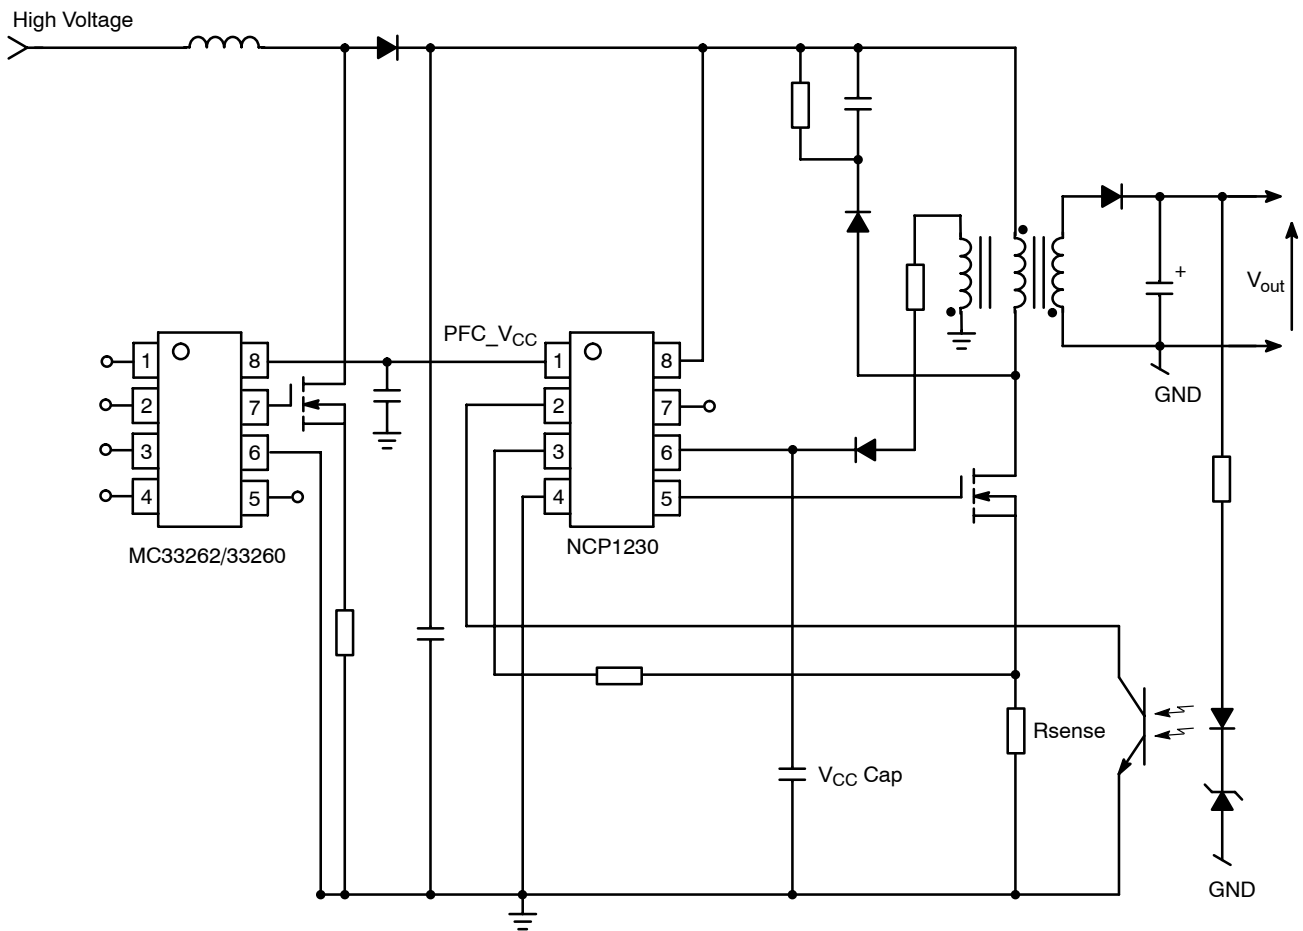 High Voltage
PFC_VCC
1 8
2 7
3 6
4 5
MC33262/33260
1 8
2 7
3 6
4 5
NCP1230
+
Vout
GND
Rsense
VCC Cap
GND